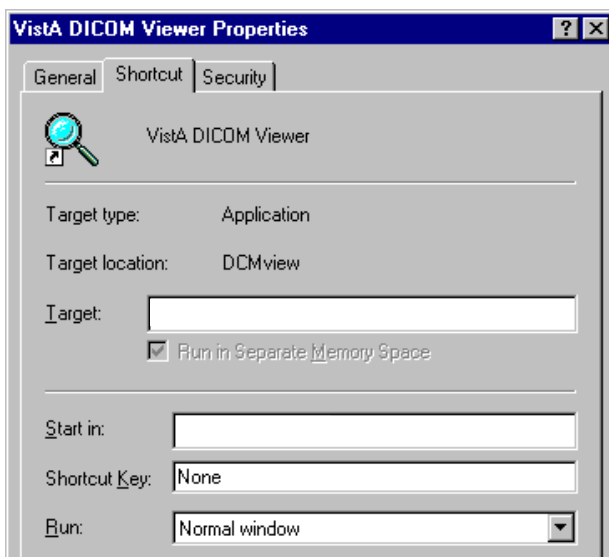 VistA DICOM Viewer Properties
General Shortcut Security
VistA DICOM Viewer
Target type: Application
Target location: DCMview
Target:
Run in Separate Memory Space
Start in:
Shortcut Key: None
Run: Normal window